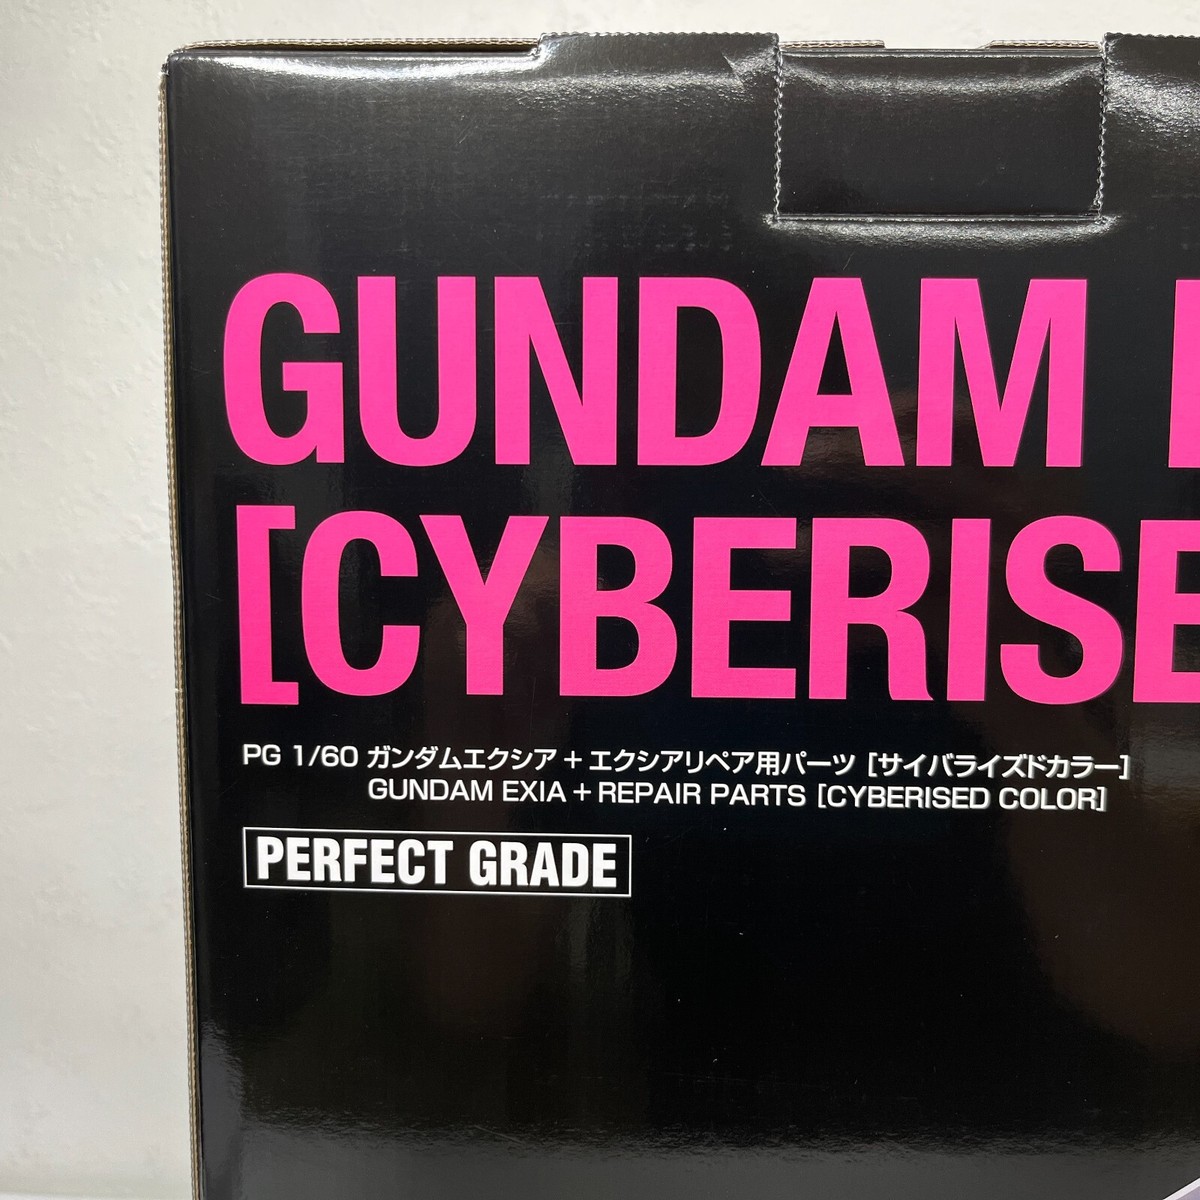 GUNDAM
[CYBERISE
PG 1/60 ガンダムエクシア＋エクシアリペア用パーツ [サイバライズドカラー]
GUNDAM EXIA＋REPAIR PARTS [CYBERISED COLOR]
PERFECT GRADE